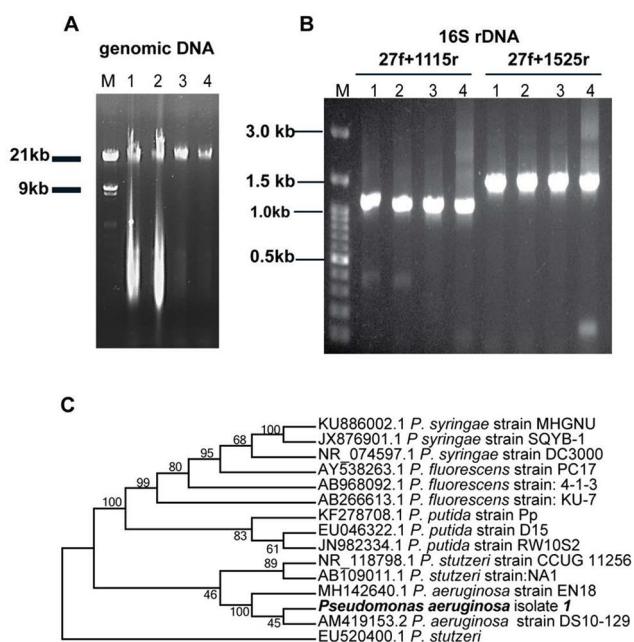 A
genomic DNA
M 1 2 3 4
21kb
9kb
B
16S rDNA
27f+1115r 27f+1525r
M 1 2 3 4 1 2 3 4
3.0 kb
1.5 kb
1.0kb
0.5kb
C
KU886002.1 P. syringae strain MHGNU
100
JX876901.1 P syringae strain SQYB-1
68
NR_074597.1 P. syringae strain DC3000
95
AY538263.1 P. fluorescens strain PC17
80
AB968092.1 P. fluorescens strain: 4-1-3
99
AB266613.1 P. fluorescens strain: KU-7
100
KF278708.1 P. putida strain Pp
EU046322.1 P. putida strain D15
83
JN982334.1 P. putida strain RW10S2
61
NR_118798.1 P. stutzeri strain CCUG 11256
89
AB109011.1 P. stutzeri strain:NA1
MH142640.1 P. aeruginosa strain EN18
46
Pseudomonas aeruginosa isolate 1
100
AM419153.2 P. aeruginosa strain DS10-129
45
EU520400.1 P. stutzeri